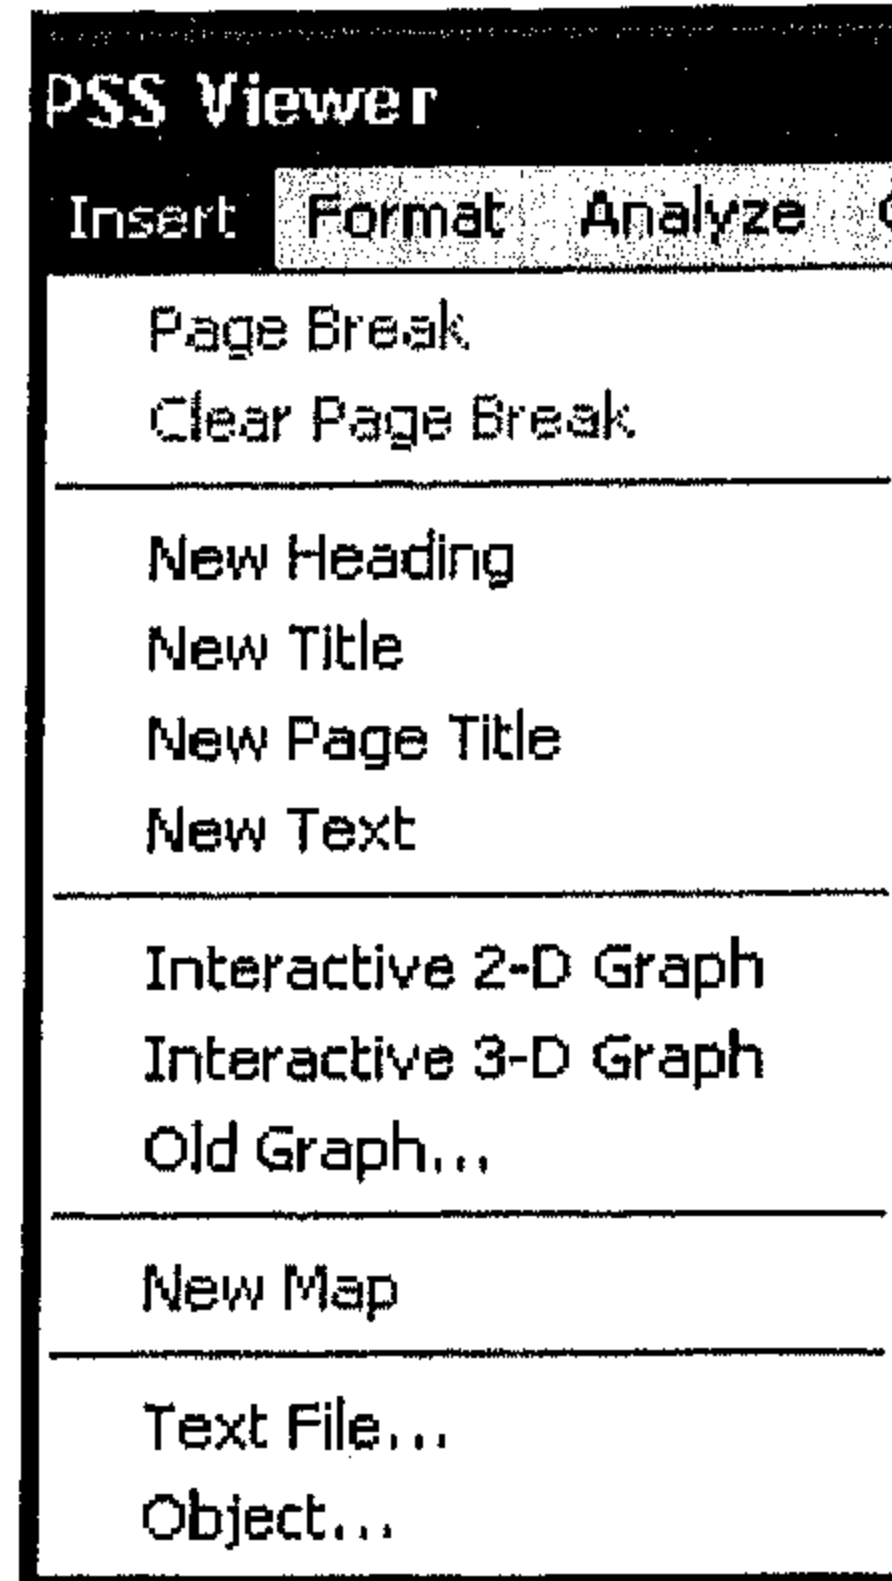 PSS Viewer
Insert Format Analyze
Page Break
Clear Page Break
New Heading
New Title
New Page Title
New Text
Interactive 2-D Graph
Interactive 3-D Graph
Old Graph...
New Map
Text File...
Object...